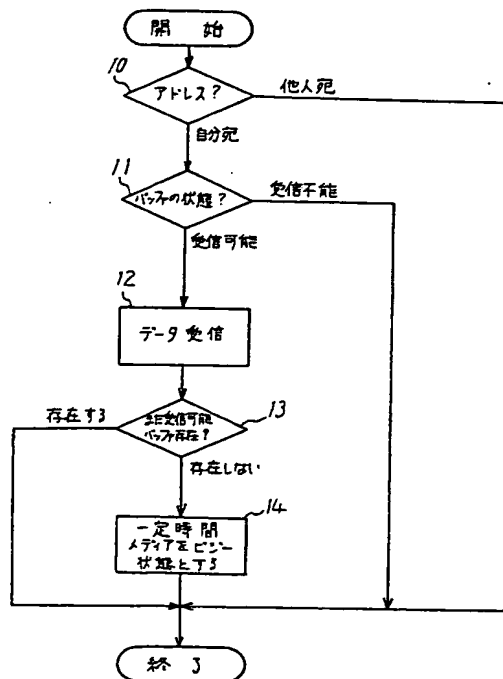 開始
10
アドレス?
他人宛
自分宛
11
バッファの状態?
受信不能
受信可能
12
データ受信
13
存在する
まだ受信可能
バッファ存在?
存在しない
14
一定時間
メディアをビジー
状態とする
終了